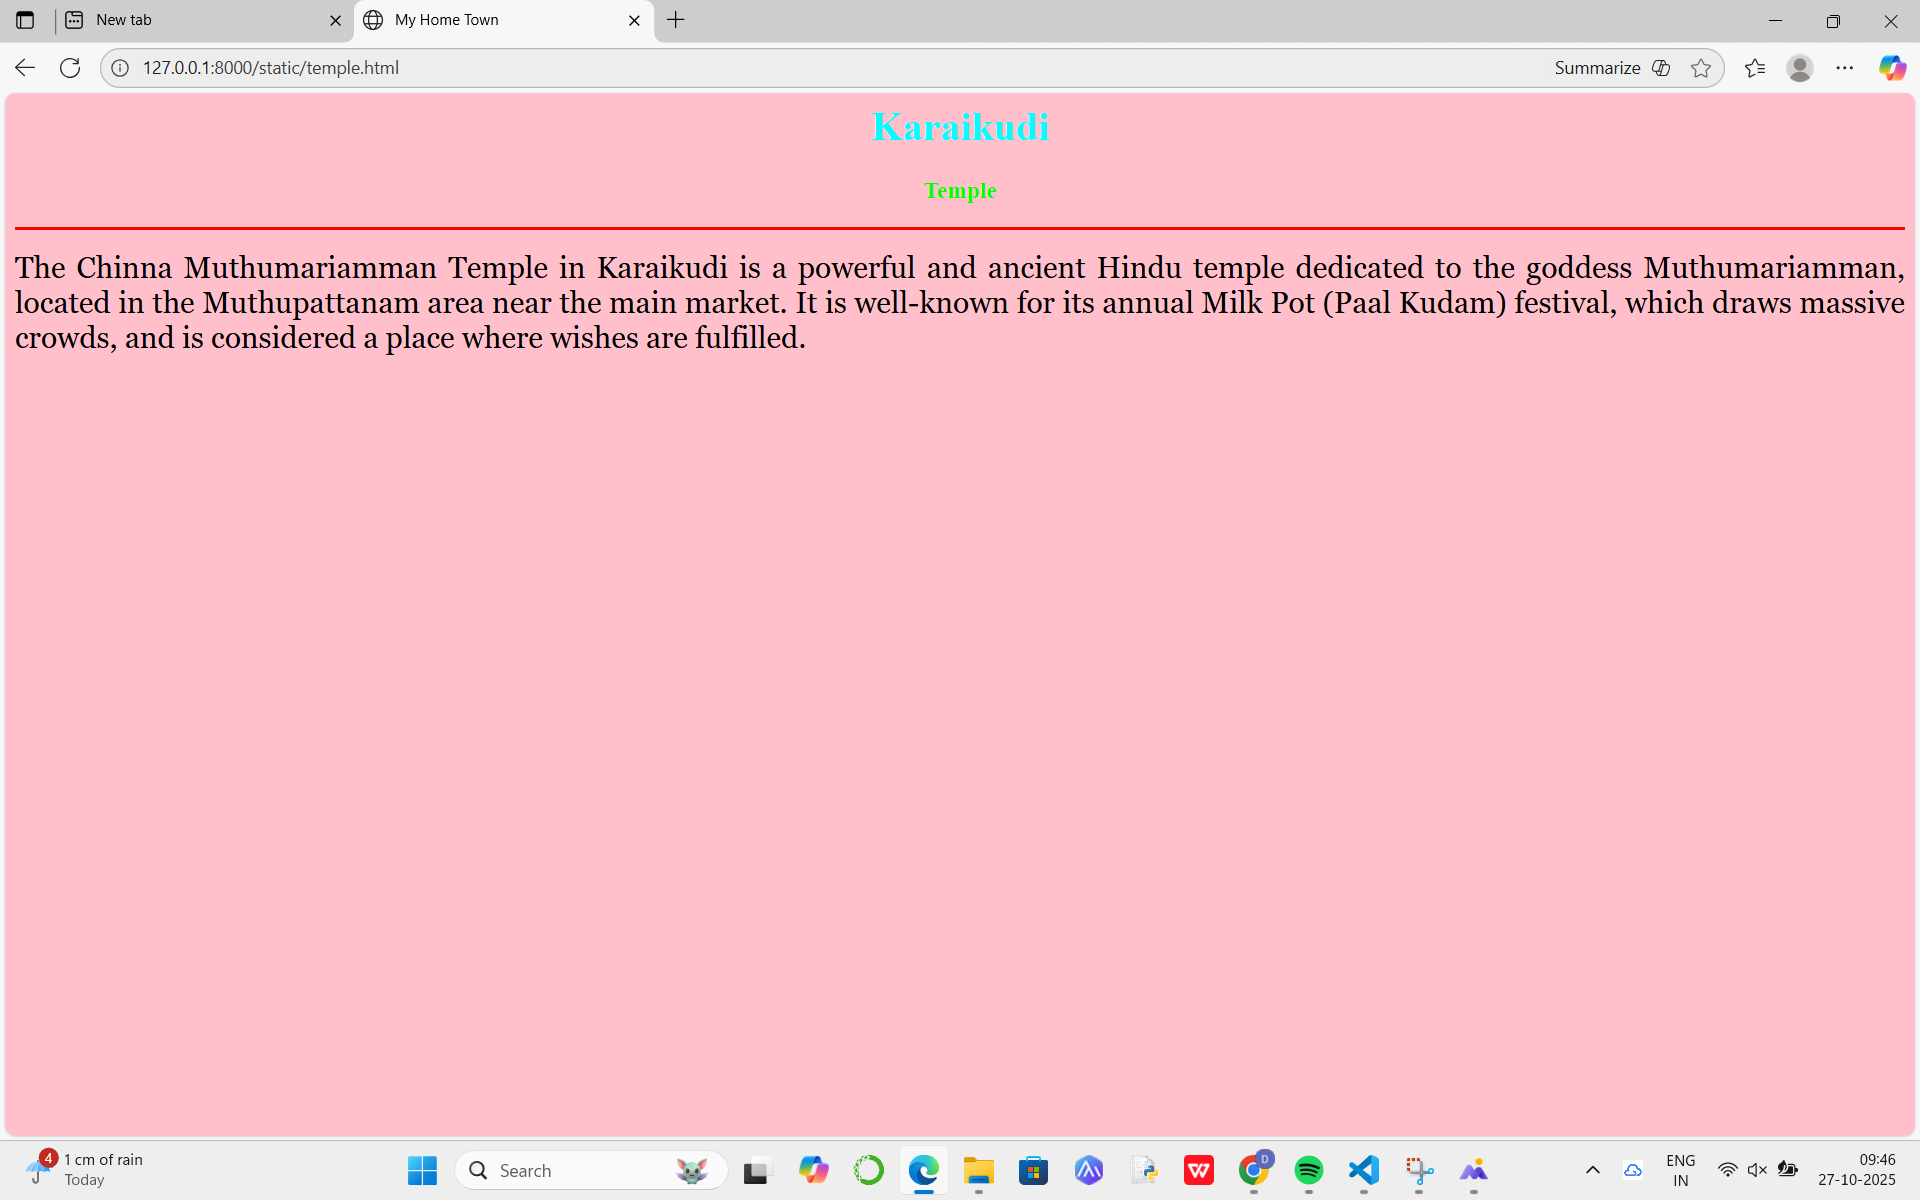 New tab
My Home Town
127.0.0.1:8000/static/temple.html
Summarize
Karaikudi
Temple
The Chinna Muthumariamman Temple in Karaikudi is a powerful and ancient Hindu temple dedicated to the goddess Muthumariamman,
located in the Muthupattanam area near the main market. It is well-known for its annual Milk Pot (Paal Kudam) festival, which draws massive
crowds, and is considered a place where wishes are fulfilled.
4
1 cm of rain
Today
Search
D
ENG
IN
09:46
27-10-2025